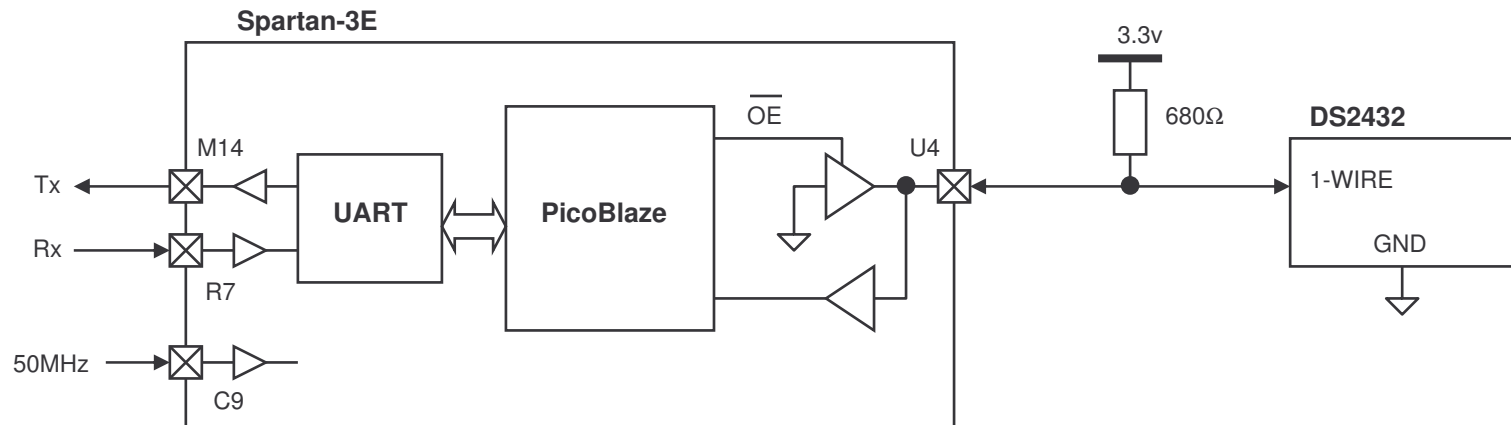 Spartan-3E
3.3v
OE
680Ω
DS2432
M14
U4
Tx
UART
PicoBlaze
1-WIRE
Rx
GND
R7
50MHz
C9